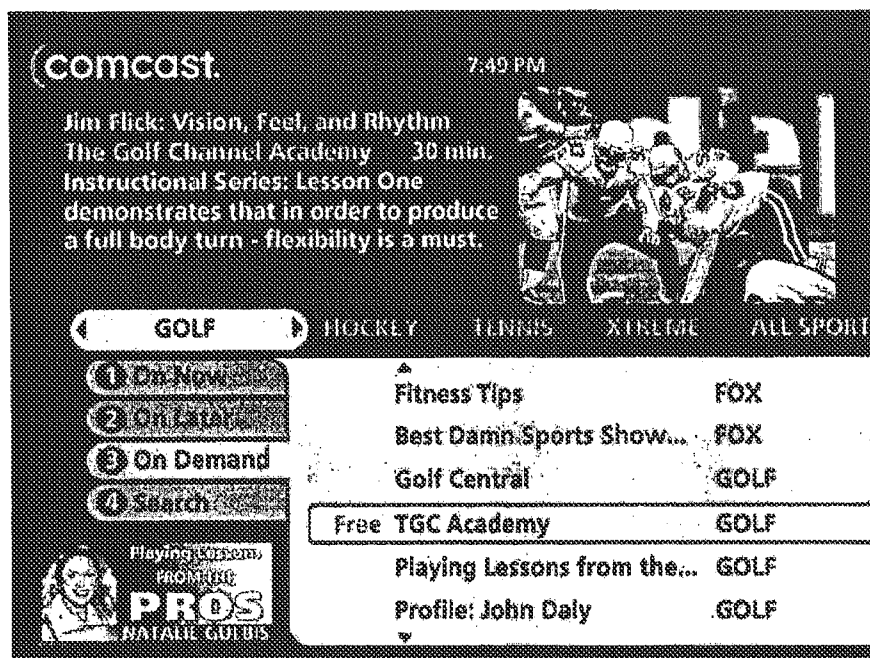 comcast.
7:49 PM
Jim Flick: Vision, Feel, and Rhythm
The Golf Channel Academy 30 min.
Instructional Series: Lesson One
demonstrates that in order to produce
a full body turn - flexibility is a must.
GOLF HOCKEY TENNIS XTREME ALL SPORT
1 On Now
2 On Later
3 On Demand
4 Search
Fitness Tips FOX
Best Damn Sports Show... FOX
Golf Central GOLF
Free TGC Academy GOLF
Playing Lessons from the... GOLF
Profile: John Daly GOLF
Playing Lessons
FROM THE
PROS
NATALIE GULBIS